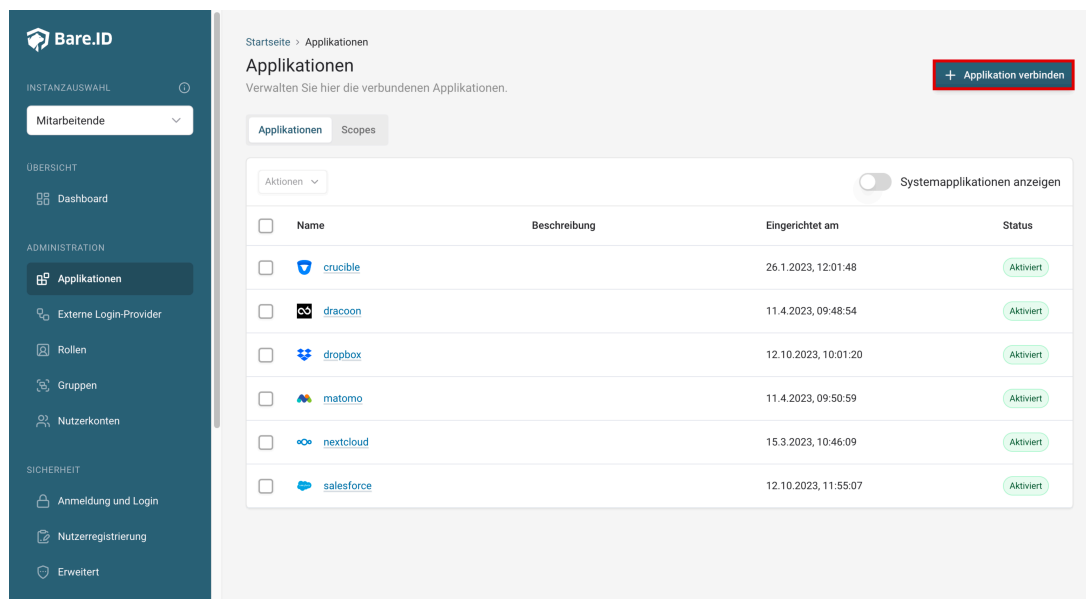 Bare.ID
INSTANZAUSWAHL
Mitarbeitende
ÜBERSICHT
Dashboard
ADMINISTRATION
Applikationen
Externe Login-Provider
Rollen
Gruppen
Nutzerkonten
SICHERHEIT
Anmeldung und Login
Nutzerregistrierung
Erweitert
Startseite > Applikationen
Applikationen
Verwalten Sie hier die verbundenen Applikationen.
+ Applikation verbinden
Applikationen Scopes
Aktionen
Systemapplikationen anzeigen
Name Beschreibung Eingerichtet am Status
crucible 26.1.2023, 12:01:48 Aktiviert
dracoon 11.4.2023, 09:48:54 Aktiviert
dropbox 12.10.2023, 10:01:20 Aktiviert
matomo 11.4.2023, 09:50:59 Aktiviert
nextcloud 15.3.2023, 10:46:09 Aktiviert
salesforce 12.10.2023, 11:55:07 Aktiviert